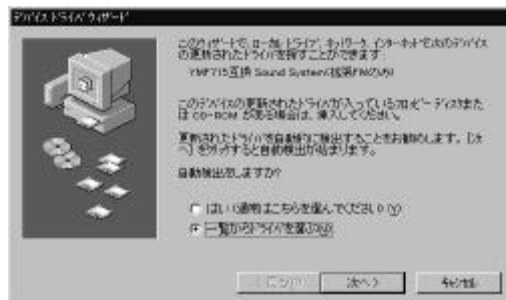 デバイス ドライバ ウィザード
このウィザードで、ローカル ドライブ、ネットワーク、インターネットで次のデバイス
の更新されたドライバを探すことができます:
YMF715互換 Sound System(拡張FMのみ)
このデバイスの更新されたドライバが入っているフロッピー ディスクまた
は CD-ROM がある場合は、挿入してください。
更新されたドライバを自動的に検出することをお勧めします。[次
へ] をクリックすると自動検出が始まります。
自動検出をしますか?
はい (通常はこちらを選んでください) (Y)
一覧からドライバを選ぶ(W)
< 戻る(B)
次へ >
キャンセル